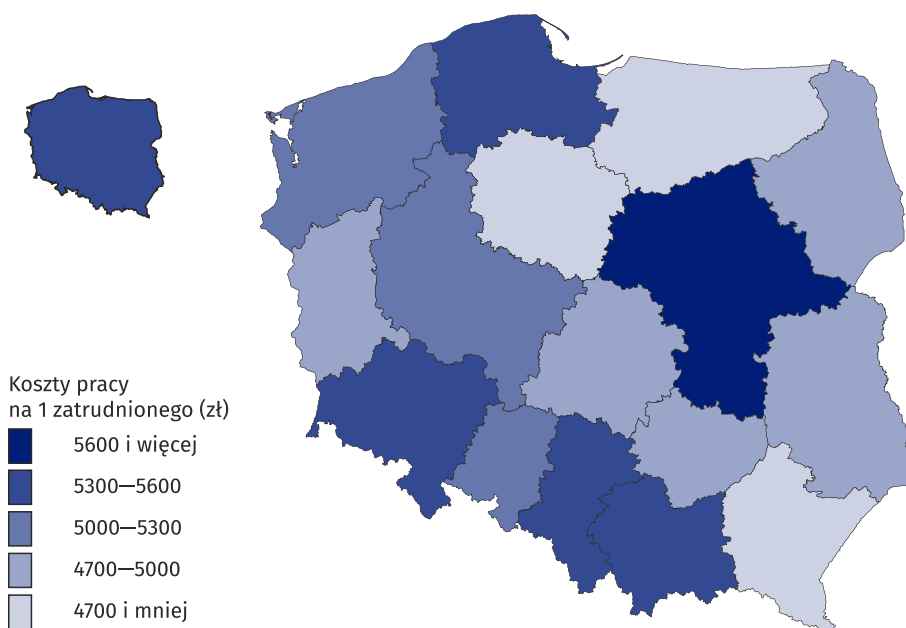 Koszty pracy
na 1 zatrudnionego (zł)
5600 i więcej
5300—5600
5000—5300
4700—5000
4700 i mniej